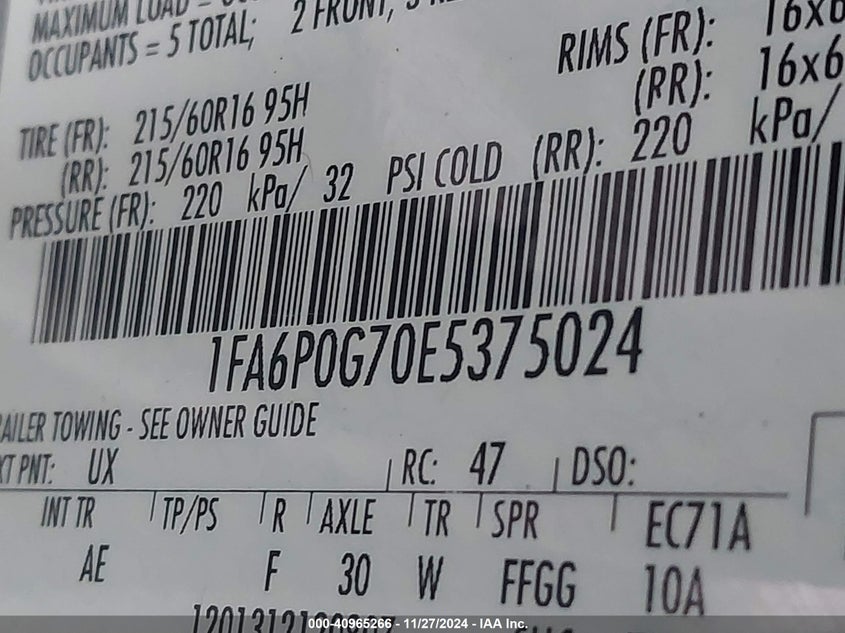 MAXIMUM LOAD =
OCCUPANTS = 5 TOTAL; 2 FRONT,
TIRE (FR): 215/60R16 95H RIMS (FR): 16x6
(RR): 215/60R16 95H (RR): 16x6
PRESSURE (FR): 220 kPa/ 32 PSI COLD (RR): 220 kPa/
1FA6P0G70E5375024
AILER TOWING - SEE OWNER GUIDE
XT PNT: UX RC: 47 DSO:
INT TR TP/PS R AXLE TR SPR EC71A
AE F 30 W FFGG 10A
000-40965266 - 11/27/2024 - IAA Inc.